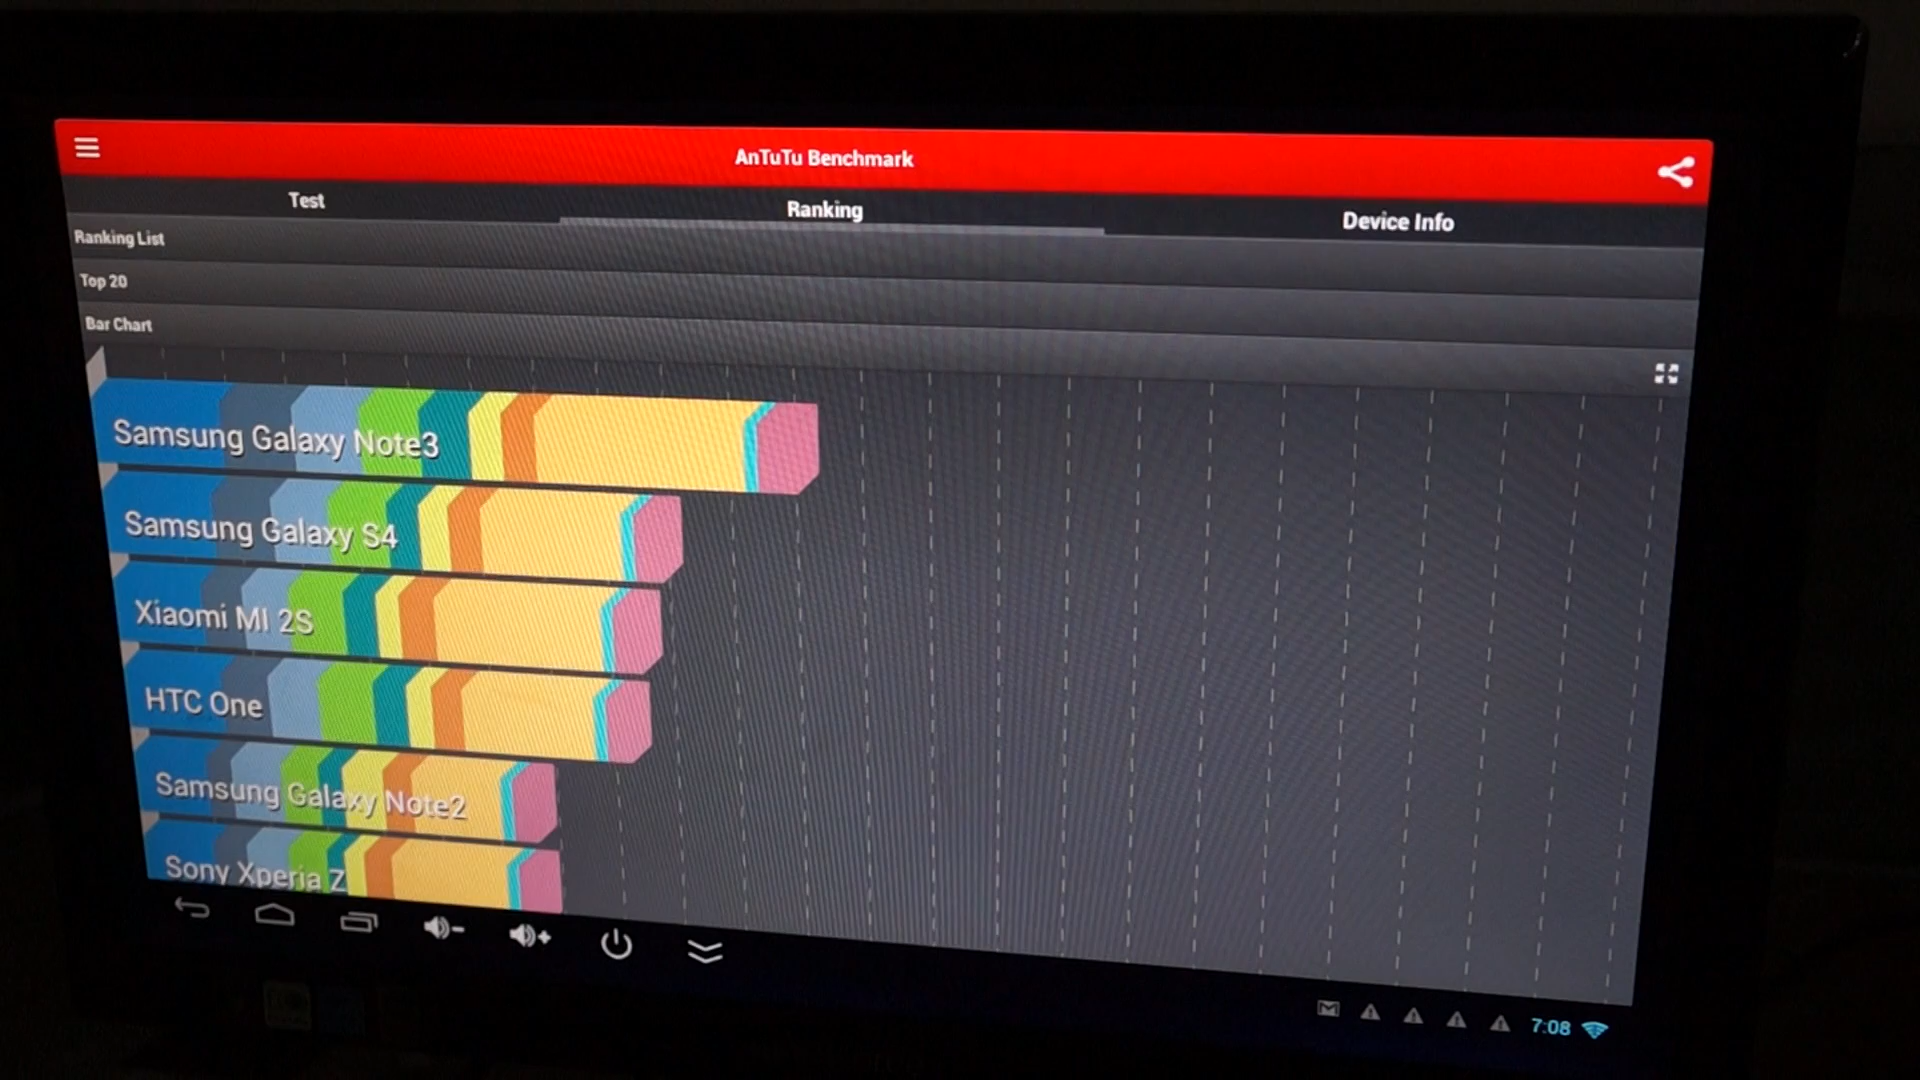 AnTuTu Benchmark
Test
Ranking
Device Info
Ranking List
Top 20
Bar Chart
Samsung Galaxy Note3
Samsung Galaxy S4
Xiaomi MI 2S
HTC One
Samsung Galaxy Note2
Sony Xperia Z
7:08